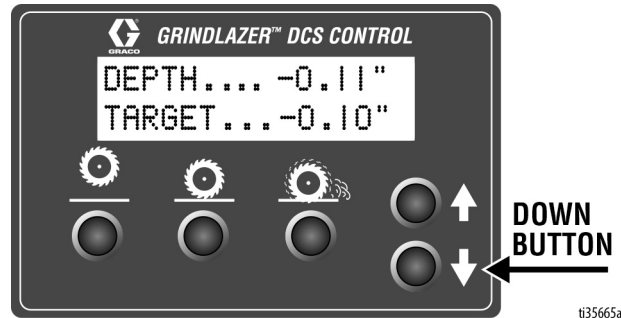 GRACO
GRINDLAZER™ DCS CONTROL
DEPTH.... -0.11"
TARGET...-0.10"
DOWN
BUTTON
ti35665a